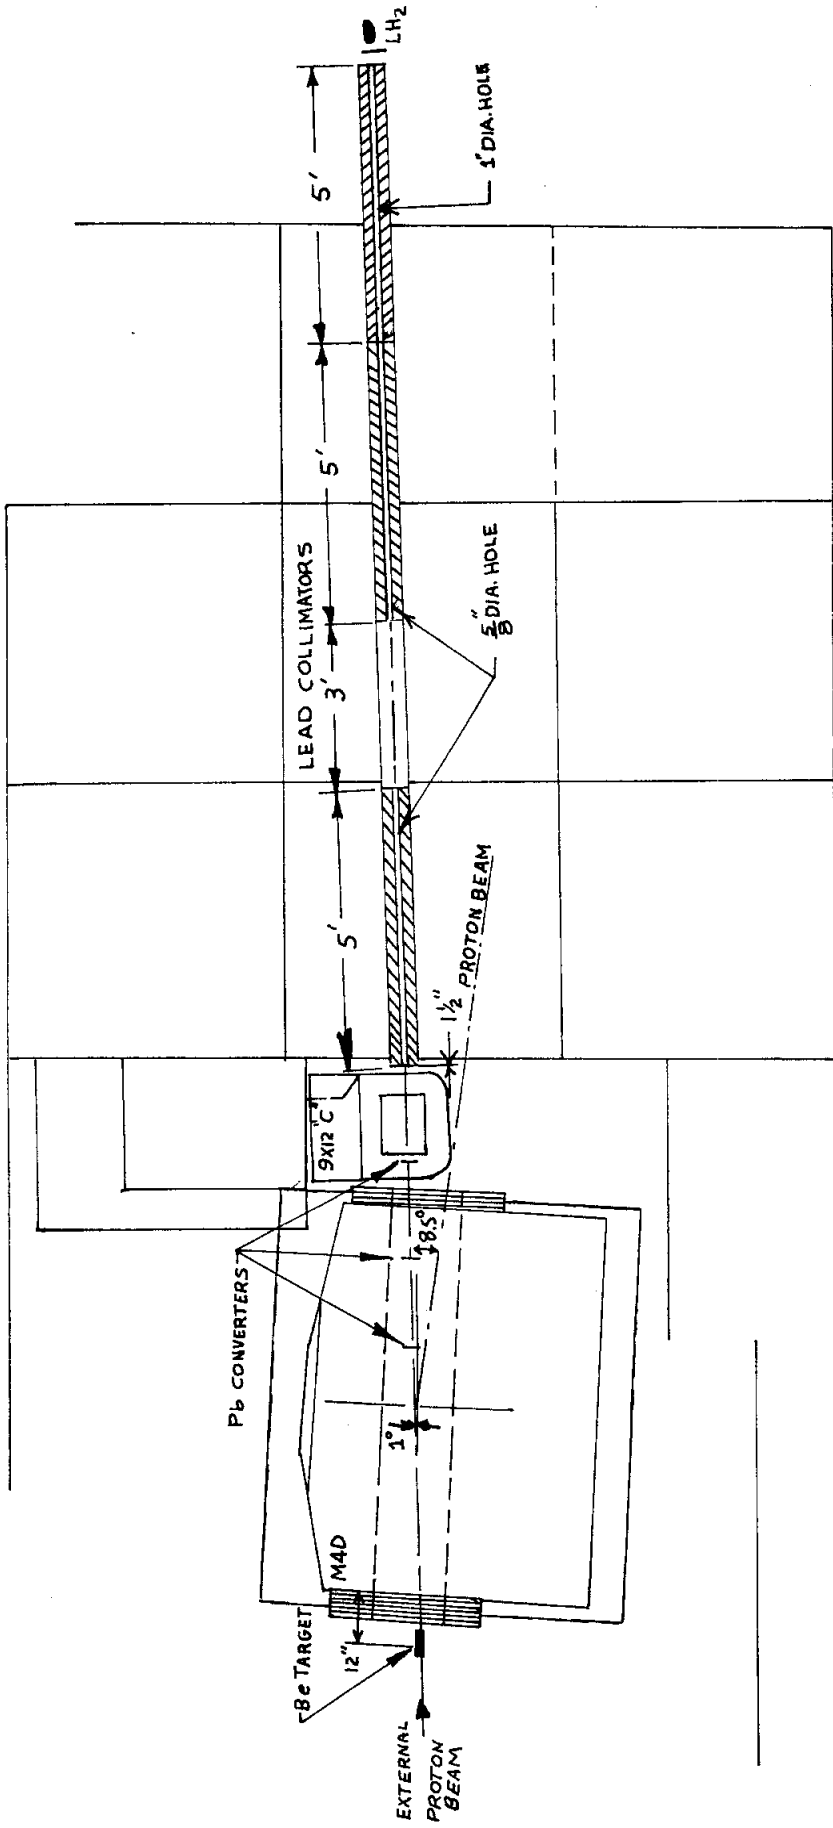 EXTERNAL
PROTON
BEAM
Be TARGET
12"
M4D
Pb CONVERTERS
1°
8.5°
9X12"C"
1½"
PROTON BEAM
5'
3'
5'
5'
LEAD COLLIMATORS
5/8" DIA. HOLE
1" DIA. HOLE
LH₂